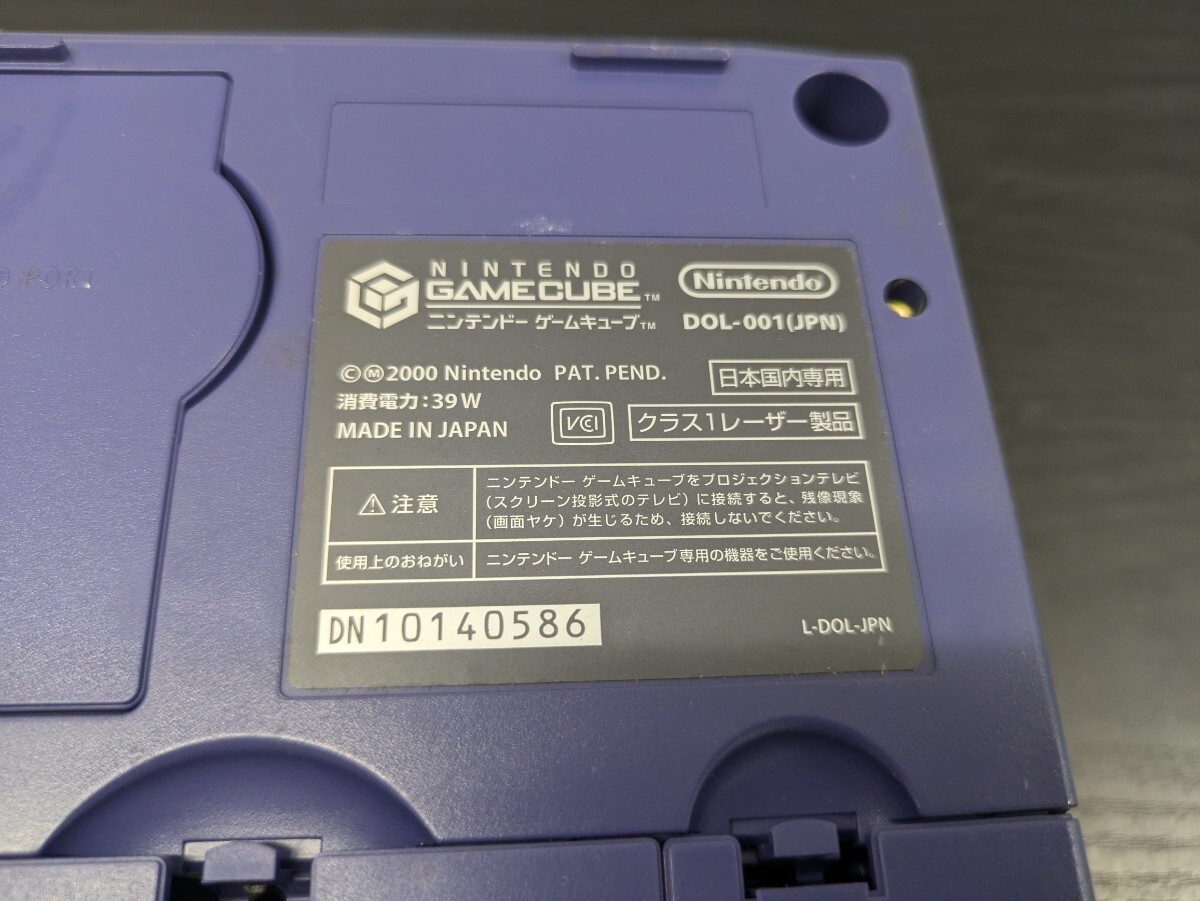 PORT
NINTENDO
GAMECUBE™
ニンテンドー ゲームキューブ™
Nintendo
DOL-001(JPN)
©Ⓜ2000 Nintendo PAT. PEND.
日本国内専用
消費電力:39W
MADE IN JAPAN
VCI
クラス1レーザー製品
⚠注意
ニンテンドー ゲームキューブをプロジェクションテレビ
(スクリーン投影式のテレビ)に接続すると、残像現象
(画面ヤケ)が生じるため、接続しないでください。
使用上のおねがい
ニンテンドー ゲームキューブ専用の機器をご使用ください。
DN10140586
L-DOL-JPN